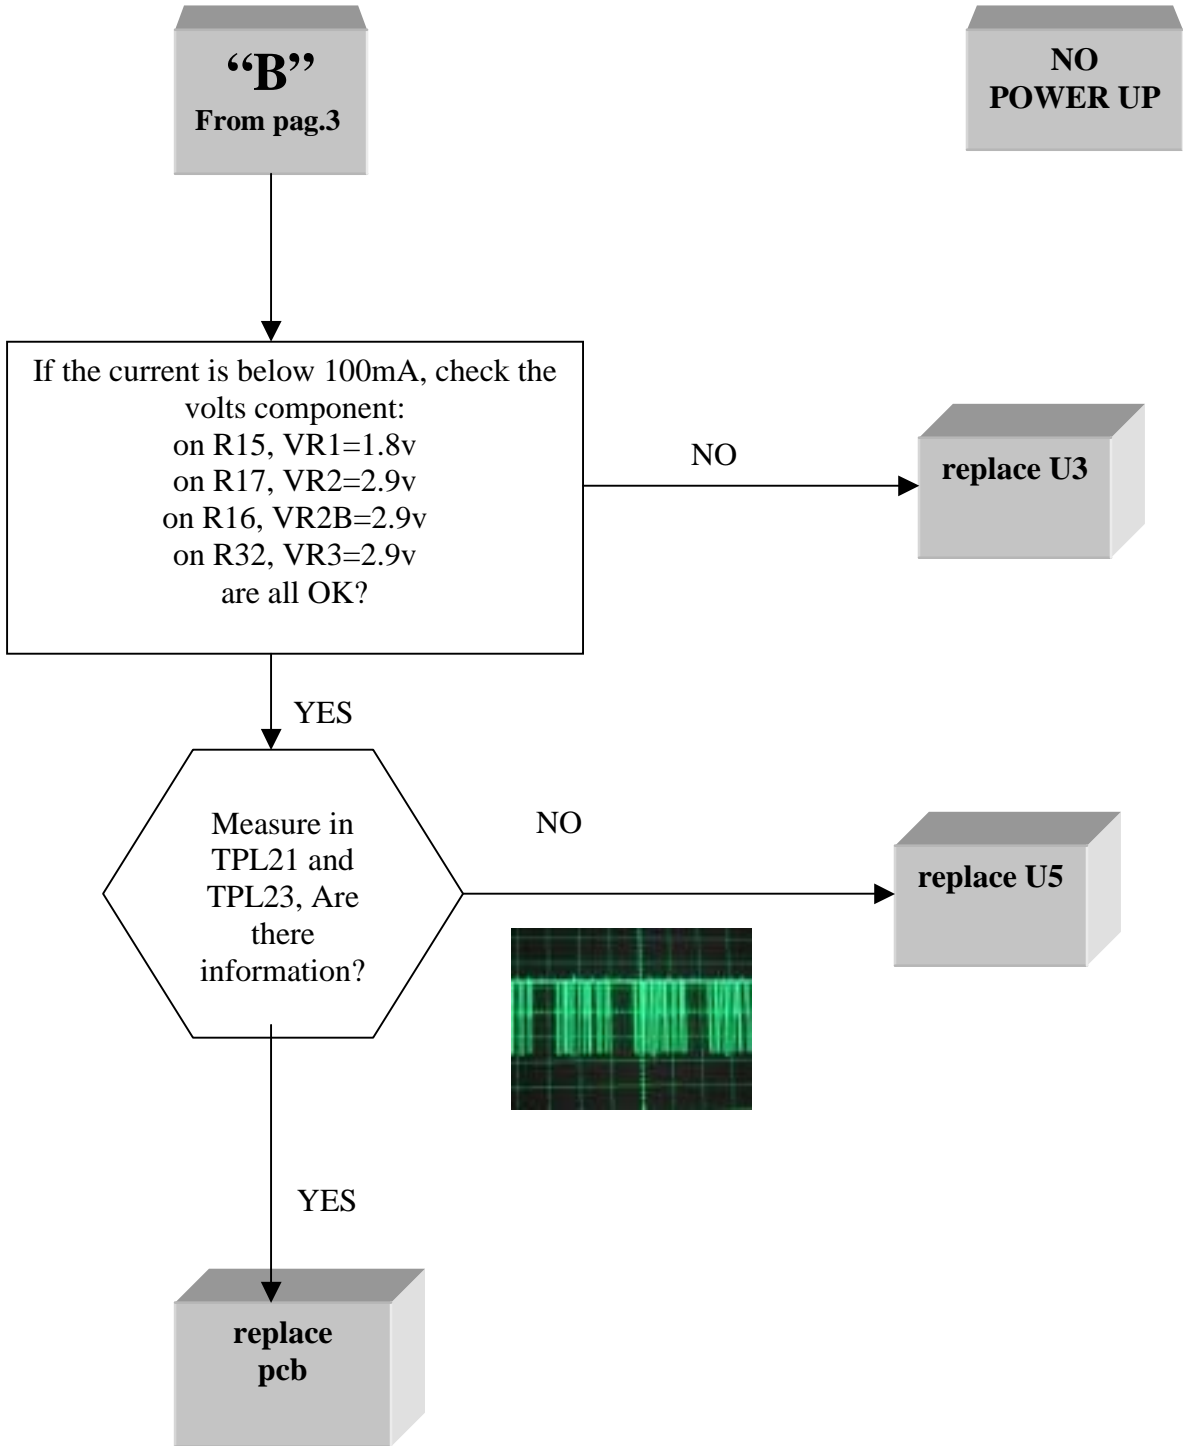 “B”
From pag.3
NO
POWER UP
If the current is below 100mA, check the
volts component:
on R15, VR1=1.8v
on R17, VR2=2.9v
on R16, VR2B=2.9v
on R32, VR3=2.9v
are all OK?
NO
replace U3
YES
Measure in
TPL21 and
TPL23, Are
there
information?
NO
replace U5
YES
replace
pcb